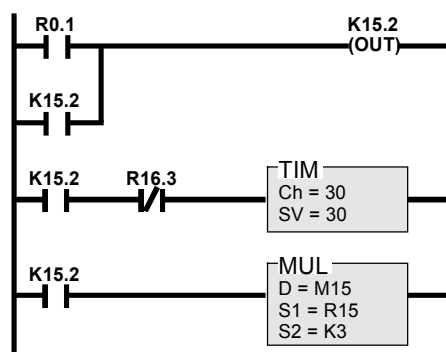 R0.1
K15.2
(OUT)
K15.2
K15.2
R16.3
TIM
Ch = 30
SV = 30
K15.2
MUL
D = M15
S1 = R15
S2 = K3